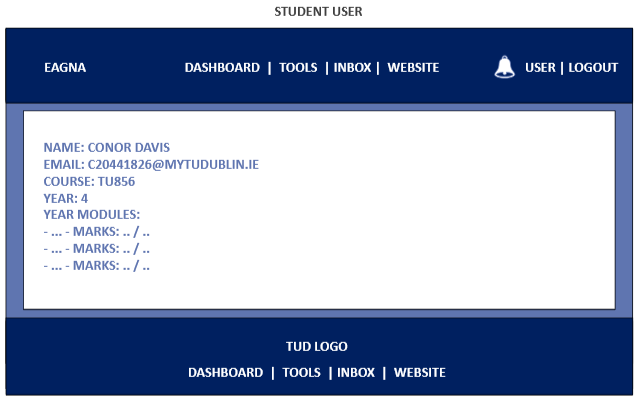 STUDENT USER
EAGNA DASHBOARD | TOOLS | INBOX | WEBSITE USER | LOGOUT
NAME: CONOR DAVIS
EMAIL: C20441826@MYTUDUBLIN.IE
COURSE: TU856
YEAR: 4
YEAR MODULES:
- ... - MARKS: .. / ..
- ... - MARKS: .. / ..
- ... - MARKS: .. / ..
TUD LOGO
DASHBOARD | TOOLS | INBOX | WEBSITE